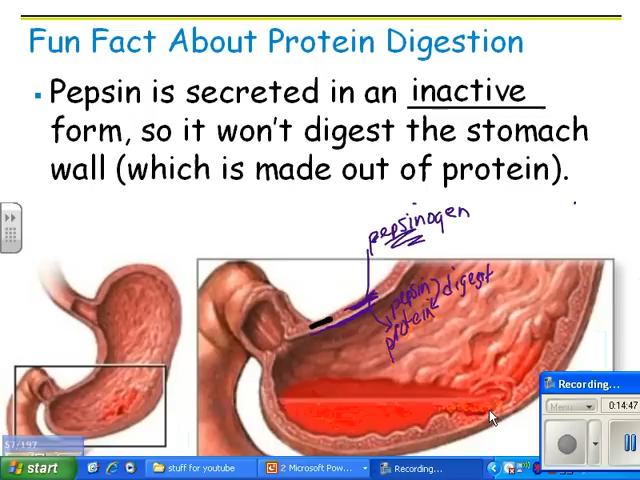 Fun Fact About Protein Digestion
Pepsin is secreted in an inactive
form, so it won't digest the stomach
wall (which is made out of protein).
pepsinogen
pepsin digest
protein
Recording...
0:14:47
Menu
57/197
start
stuff for youtube
2 Microsoft Pow...
Recording...